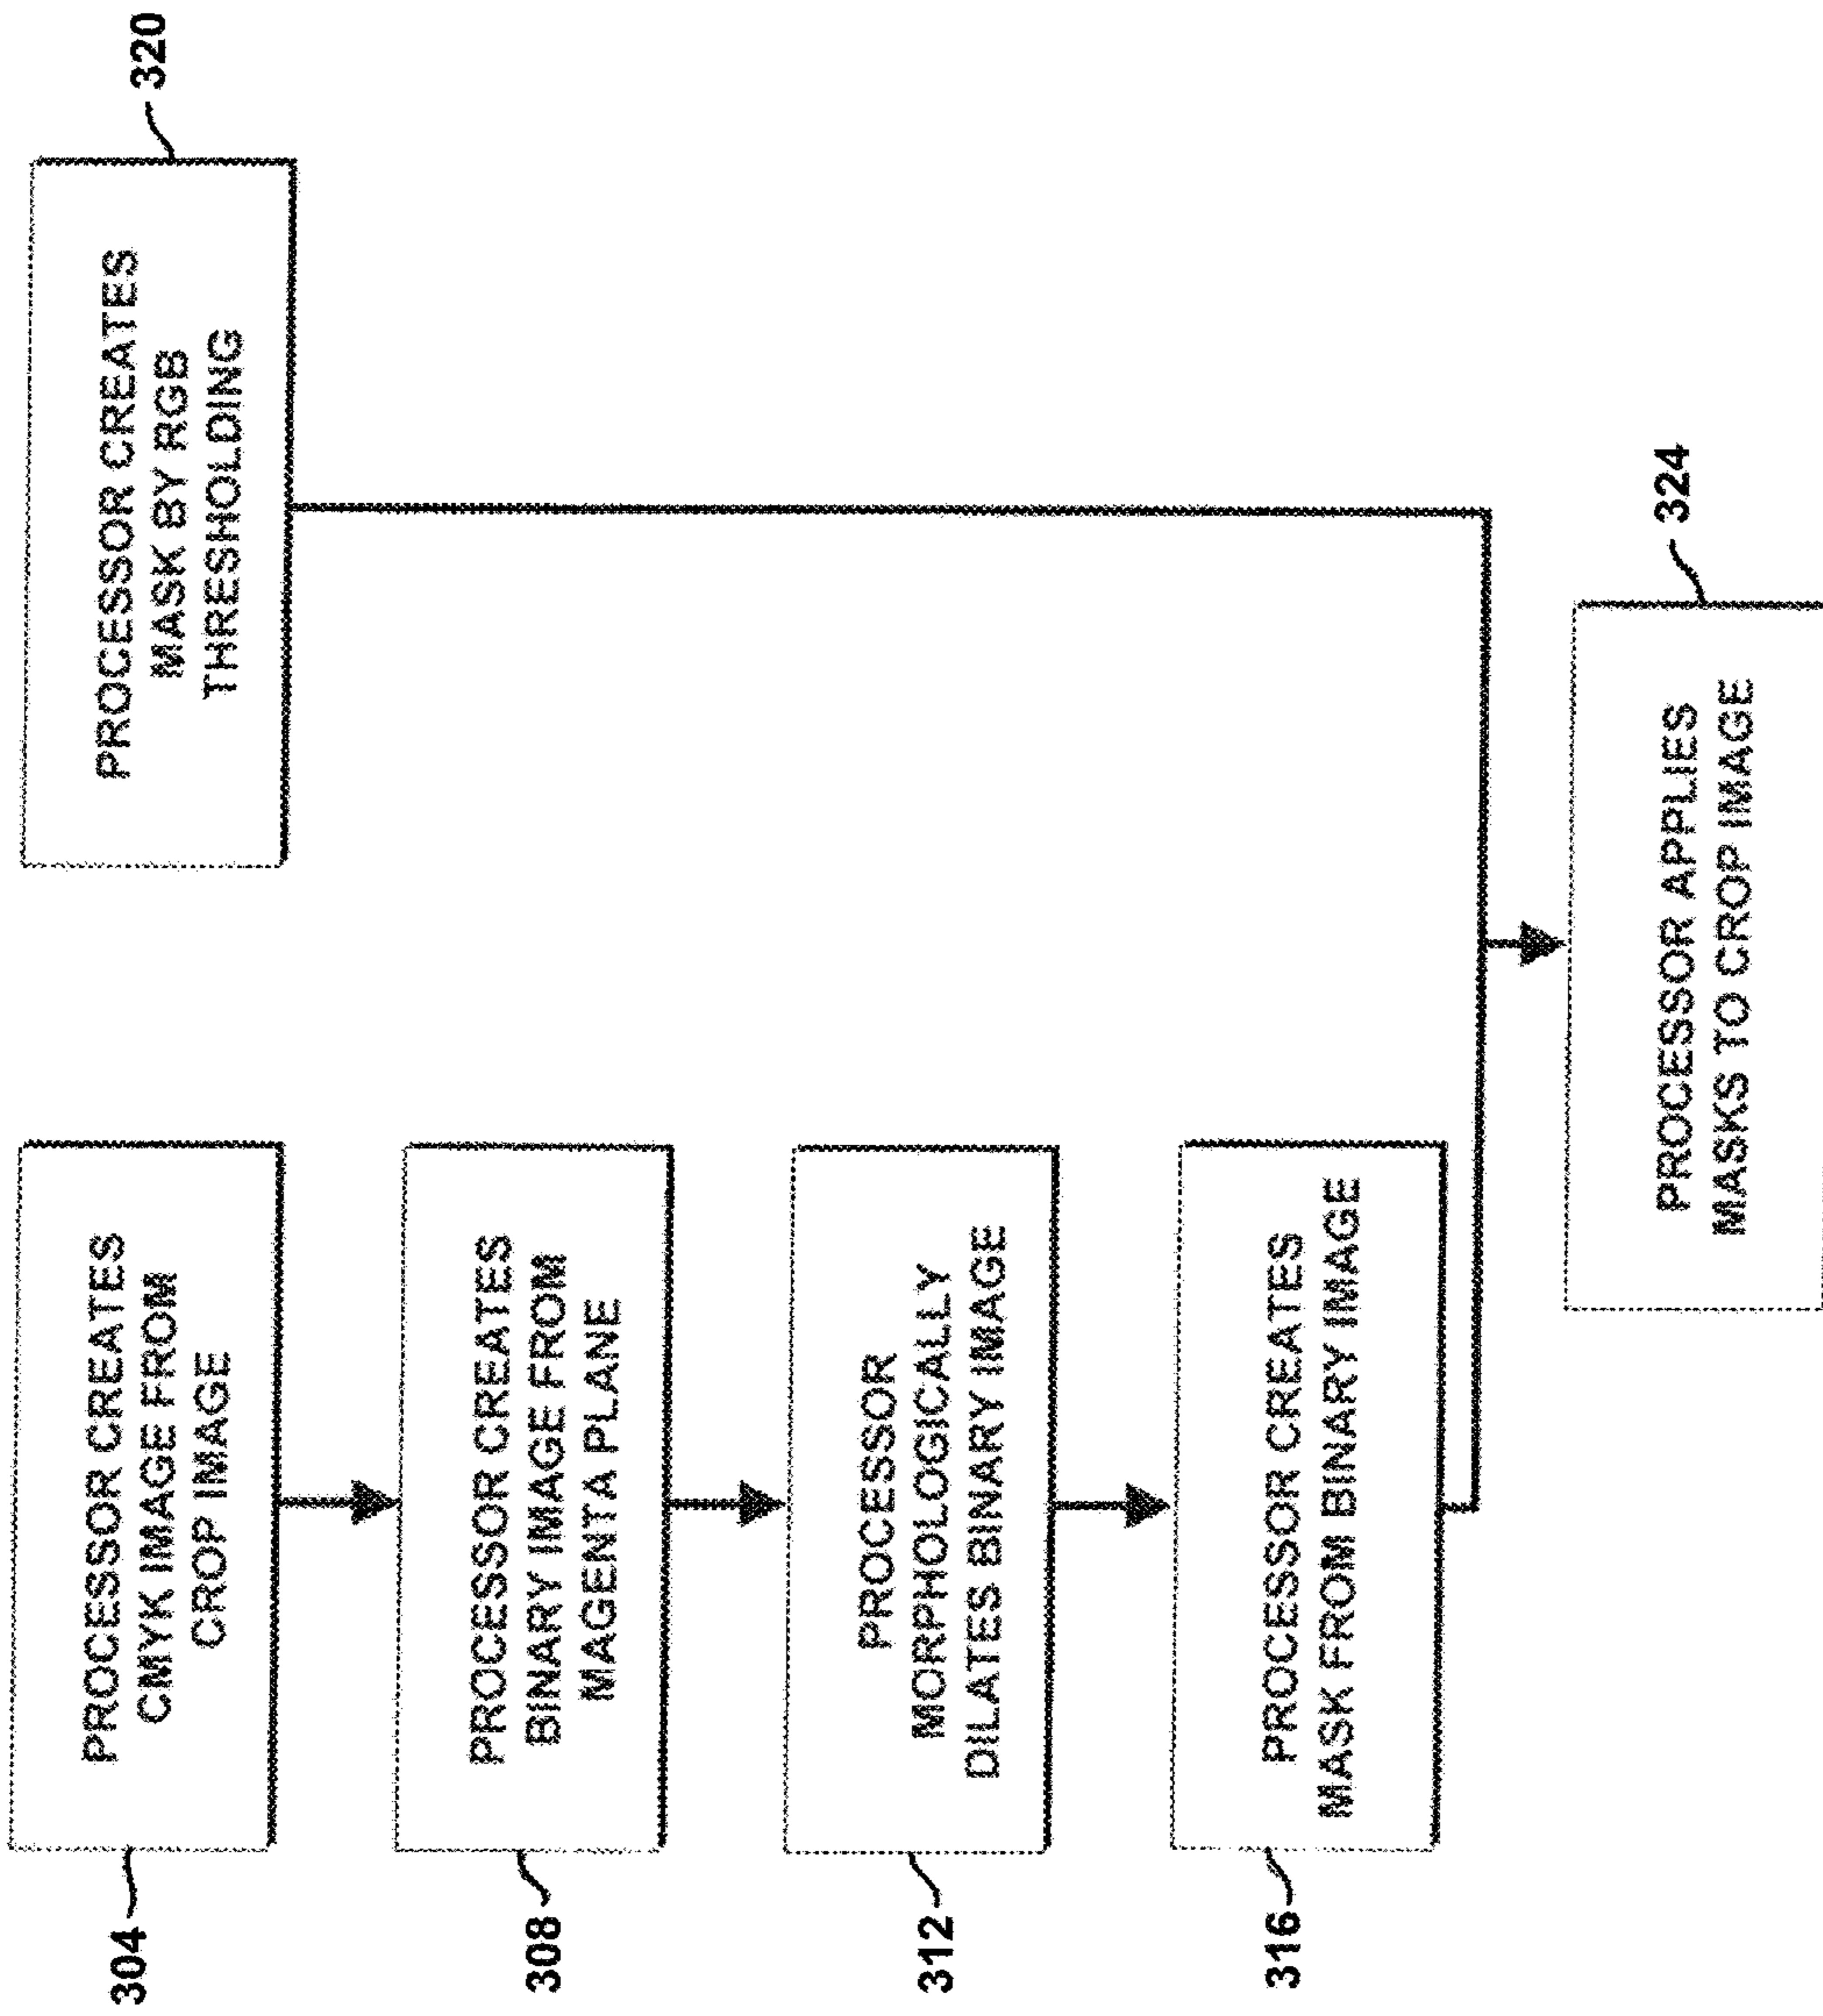 304
PROCESSOR CREATES
CMYK IMAGE FROM
CROP IMAGE
308
PROCESSOR CREATES
BINARY IMAGE FROM
MAGENTA PLANE
312
PROCESSOR
MORPHOLOGICALLY
DILATES BINARY IMAGE
316
PROCESSOR CREATES
MASK FROM BINARY IMAGE
320
PROCESSOR CREATES
MASK BY RGB
THRESHOLDING
324
PROCESSOR APPLIES
MASKS TO CROP IMAGE